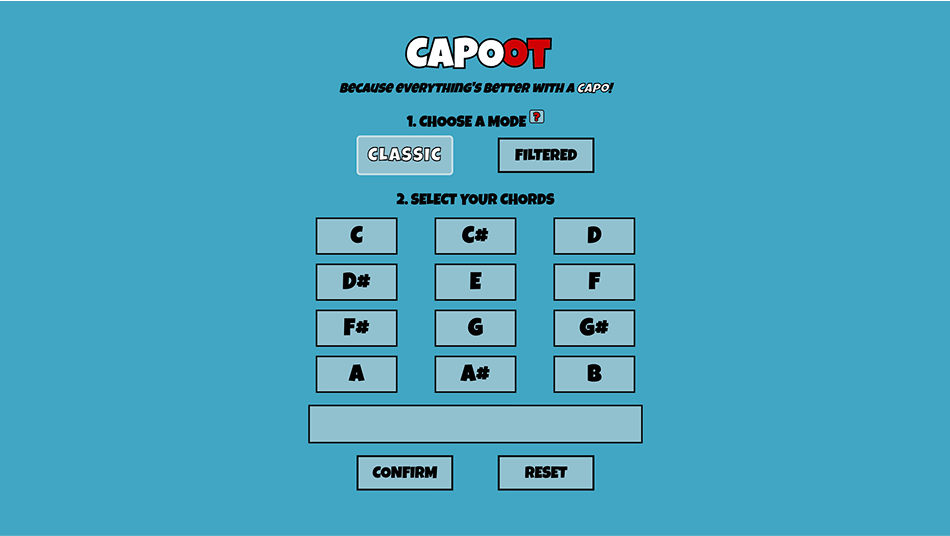 CAPOOT
BECAUSE EVERYTHING'S BETTER WITH A CAPO!
1. CHOOSE A MODE ?
CLASSIC FILTERED
2. SELECT YOUR CHORDS
C C# D
D# E F
F# G G#
A A# B
CONFIRM RESET